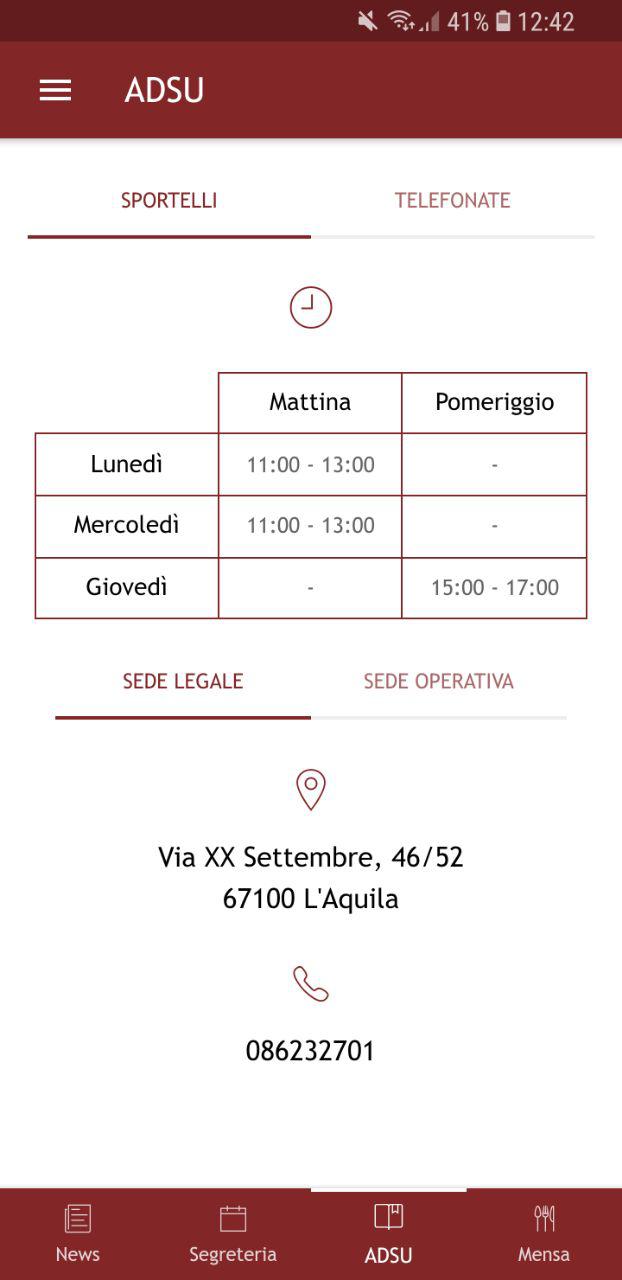 41% 12:42
ADSU
SPORTELLI TELEFONATE
Mattina Pomeriggio
Lunedì 11:00 - 13:00 -
Mercoledì 11:00 - 13:00 -
Giovedì - 15:00 - 17:00
SEDE LEGALE SEDE OPERATIVA
Via XX Settembre, 46/52
67100 L'Aquila
086232701
News Segreteria ADSU Mensa